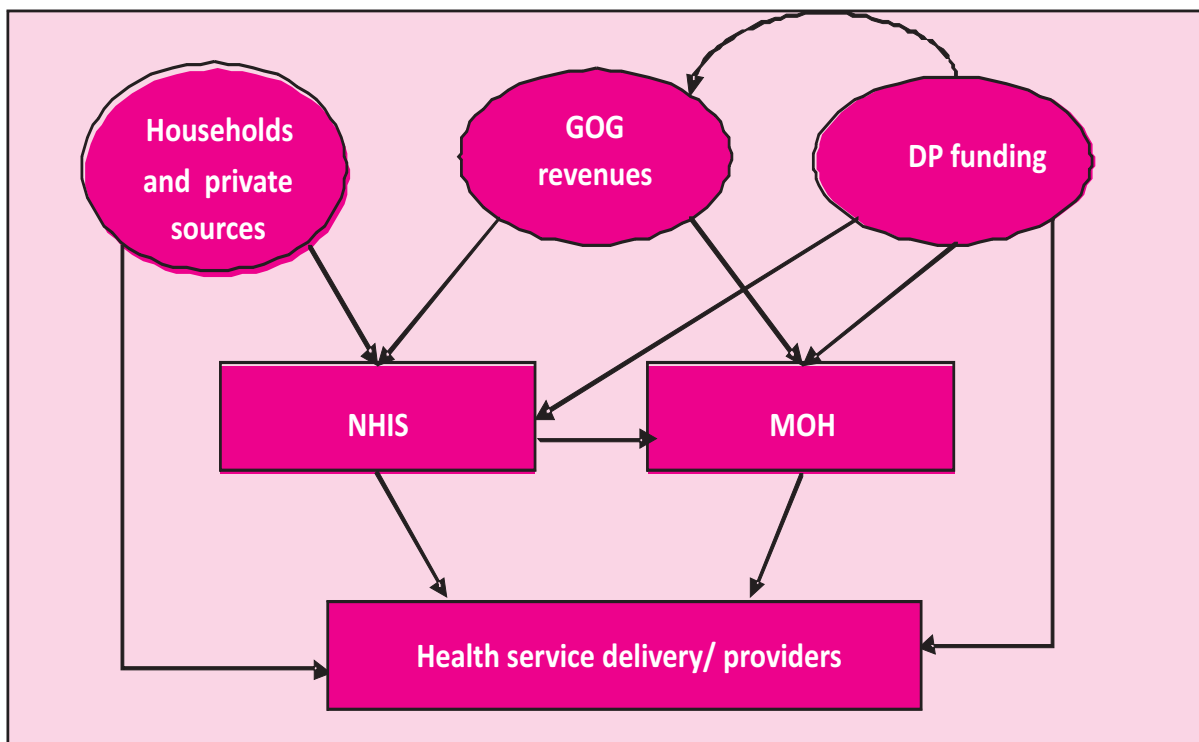 Households
and private
sources
GOG
revenues
DP funding
NHIS
MOH
Health service delivery/ providers